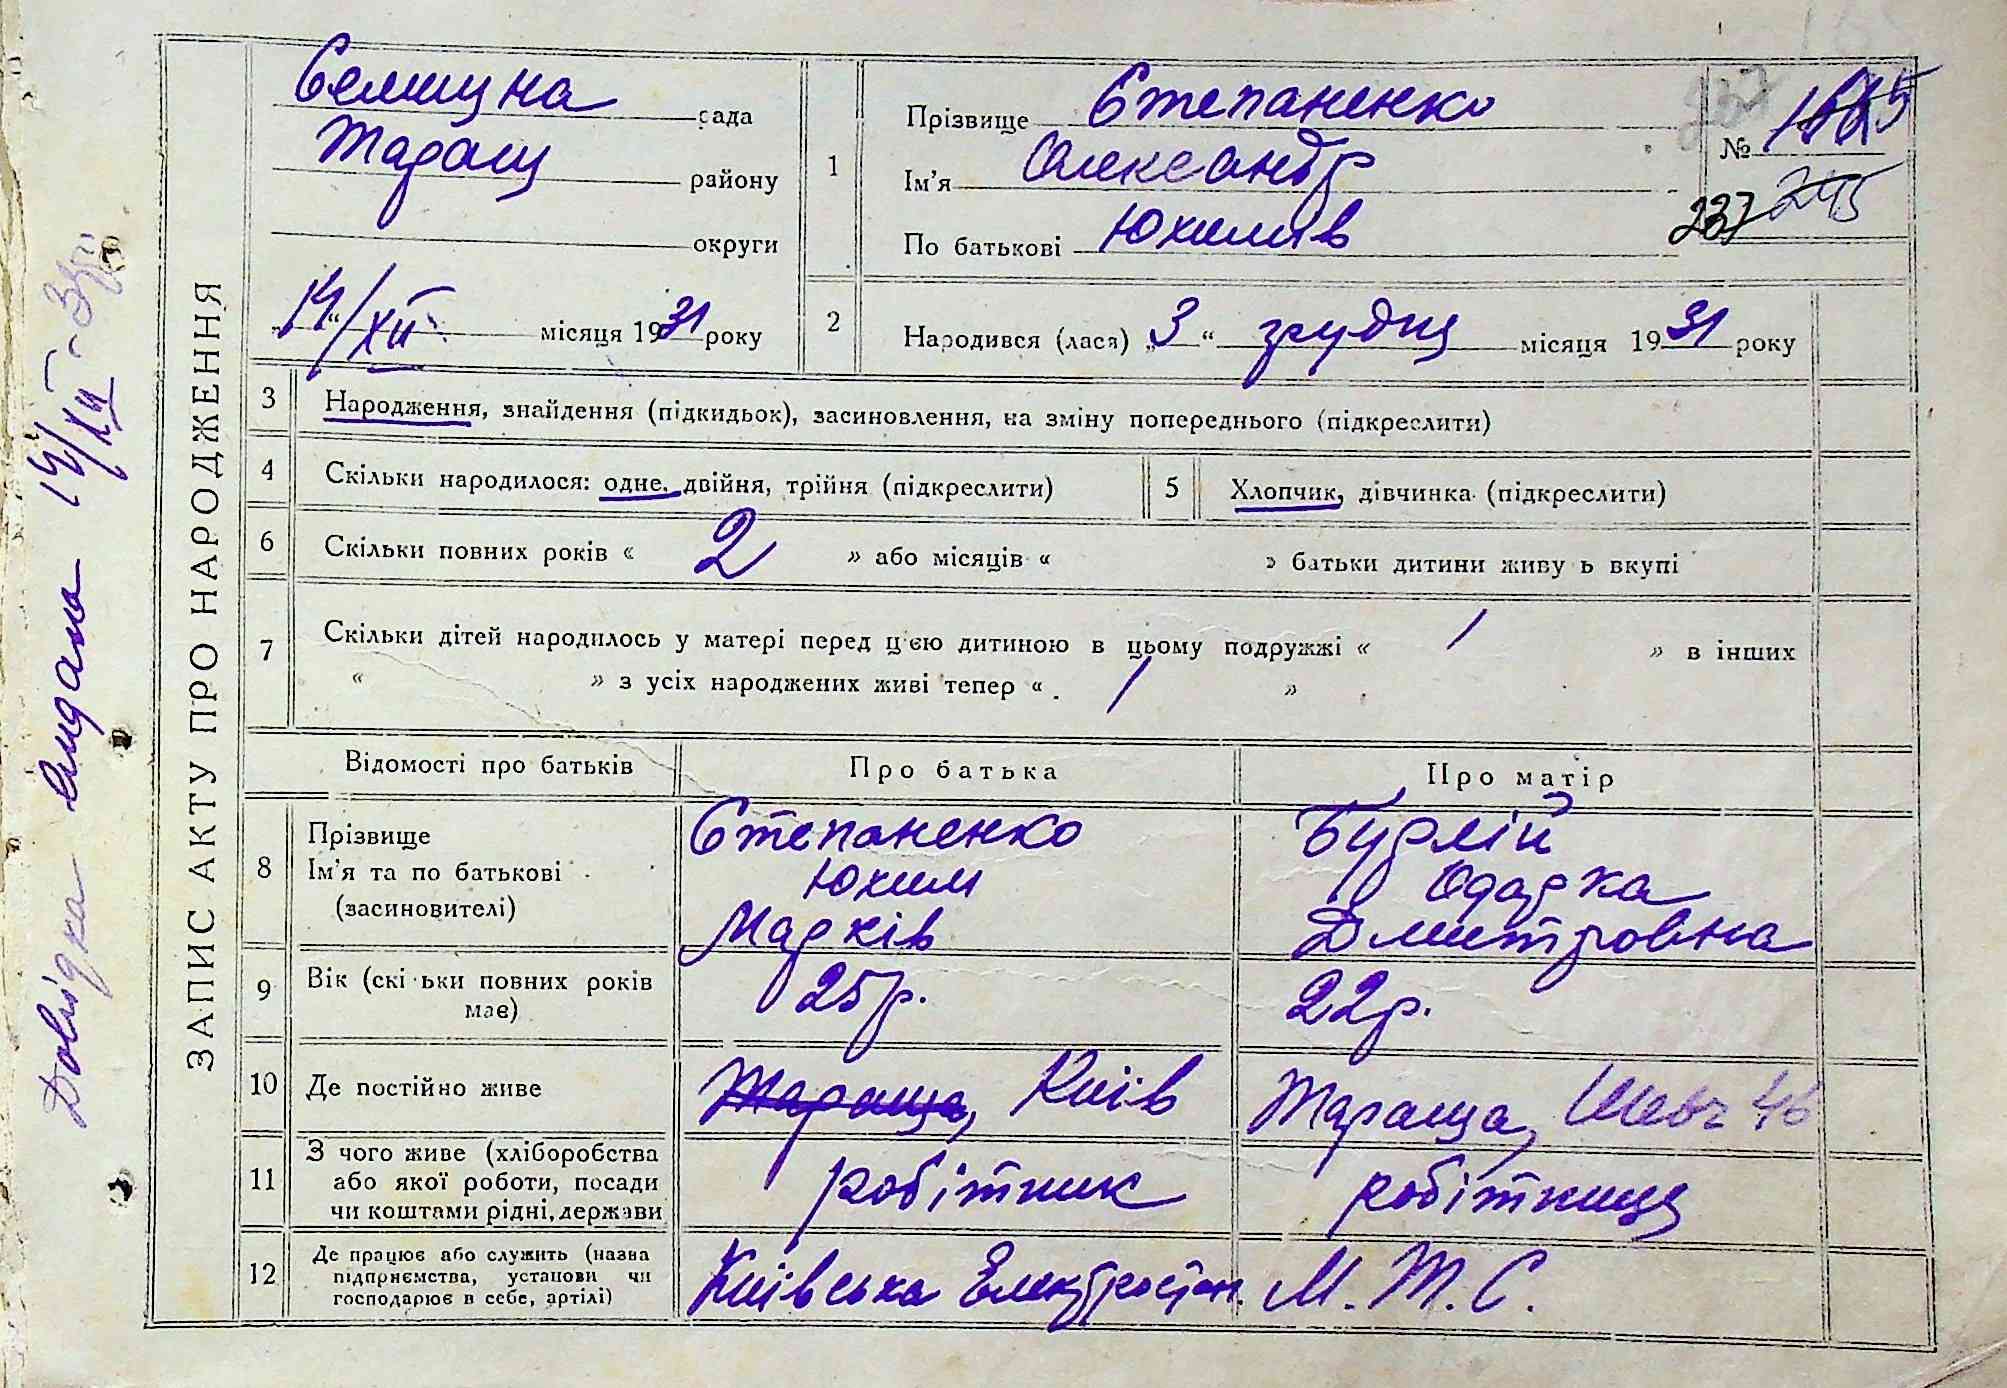 ЗАПИС АКТУ ПРО НАРОДЖЕННЯ
Довідка видана 14/XII-31р
Селищна рада
Таращ району
округи
14/XII місяця 1931 року
1
Прізвище Степаненко
Ім'я Олександр
По батькові Юхимів
№
237 245
2
Народився (лася) „3“ грудня місяця 1931 року
3
Народження, знайдення (підкидьок), засиновлення, на зміну попереднього (підкреслити)
4
Скільки народилося: одне, двійня, трійня (підкреслити)
5
Хлопчик, дівчинка (підкреслити)
6
Скільки повних років « 2 » або місяців « » батьки дитини живуть вкупі
7
Скільки дітей народилось у матері перед цією дитиною в цьому подружжі « 1 » в інших
« » з усіх народжених живі тепер « 1 »
Відомості про батьків
Про батька
Про матір
8
Прізвище
Ім'я та по батькові
(засиновителі)
Степаненко
Юхим
Марків
Бурлій
Одарка
Дмитровна
9
Вік (скільки повних років
має)
25р.
22р.
10
Де постійно живе
Тараща, Київ
Тараща, Шевч 46
11
З чого живе (хліборобства
або якої роботи, посади
чи коштами рідні, держави
робітник
робітниця
12
Де працює або служить (назва
підприємства, установи чи
господарює в себе, артілі)
Київська Електростан.
М.Т.С.